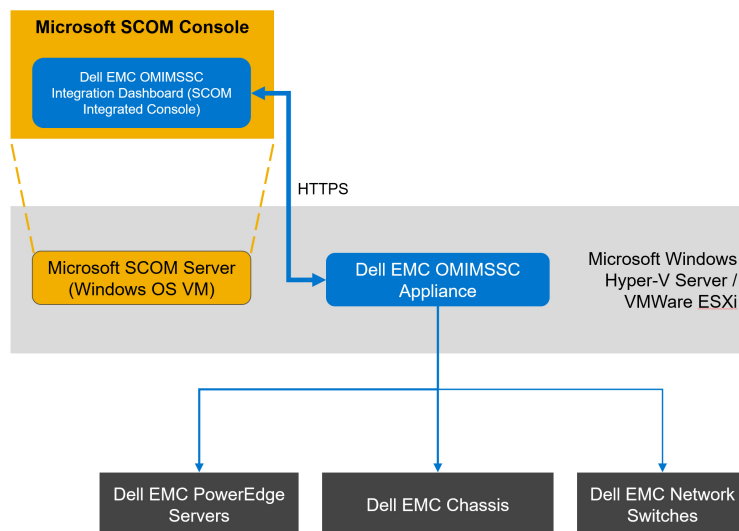 Microsoft SCOM Console
Dell EMC OMIMSSC
Integration Dashboard (SCOM
Integrated Console)
HTTPS
Microsoft SCOM Server
(Windows OS VM)
Dell EMC OMIMSSC
Appliance
Microsoft Windows
Hyper-V Server /
VMWare ESXi
Dell EMC PowerEdge
Servers
Dell EMC Chassis
Dell EMC Network
Switches